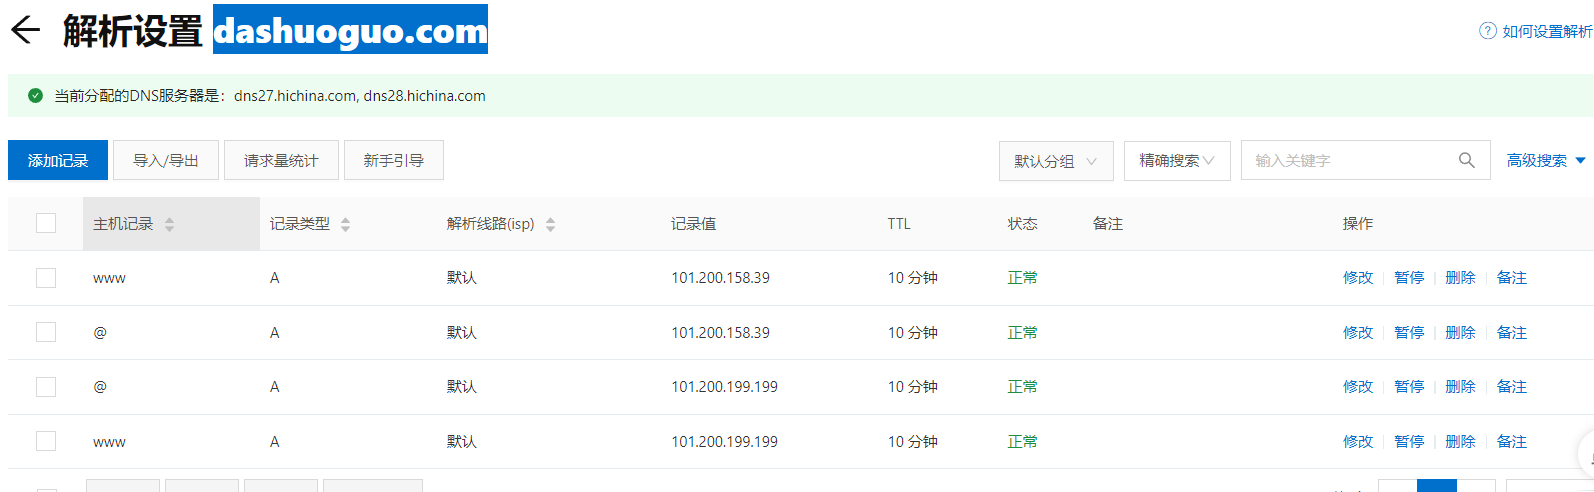 解析设置 dashuoguo.com
如何设置解析
当前分配的DNS服务器是：dns27.hichina.com, dns28.hichina.com
添加记录 导入/导出 请求量统计 新手引导 默认分组 精确搜索 输入关键字 高级搜索
主机记录 记录类型 解析线路(isp) 记录值 TTL 状态 备注 操作
www A 默认 101.200.158.39 10 分钟 正常 修改 暂停 删除 备注
@ A 默认 101.200.158.39 10 分钟 正常 修改 暂停 删除 备注
@ A 默认 101.200.199.199 10 分钟 正常 修改 暂停 删除 备注
www A 默认 101.200.199.199 10 分钟 正常 修改 暂停 删除 备注